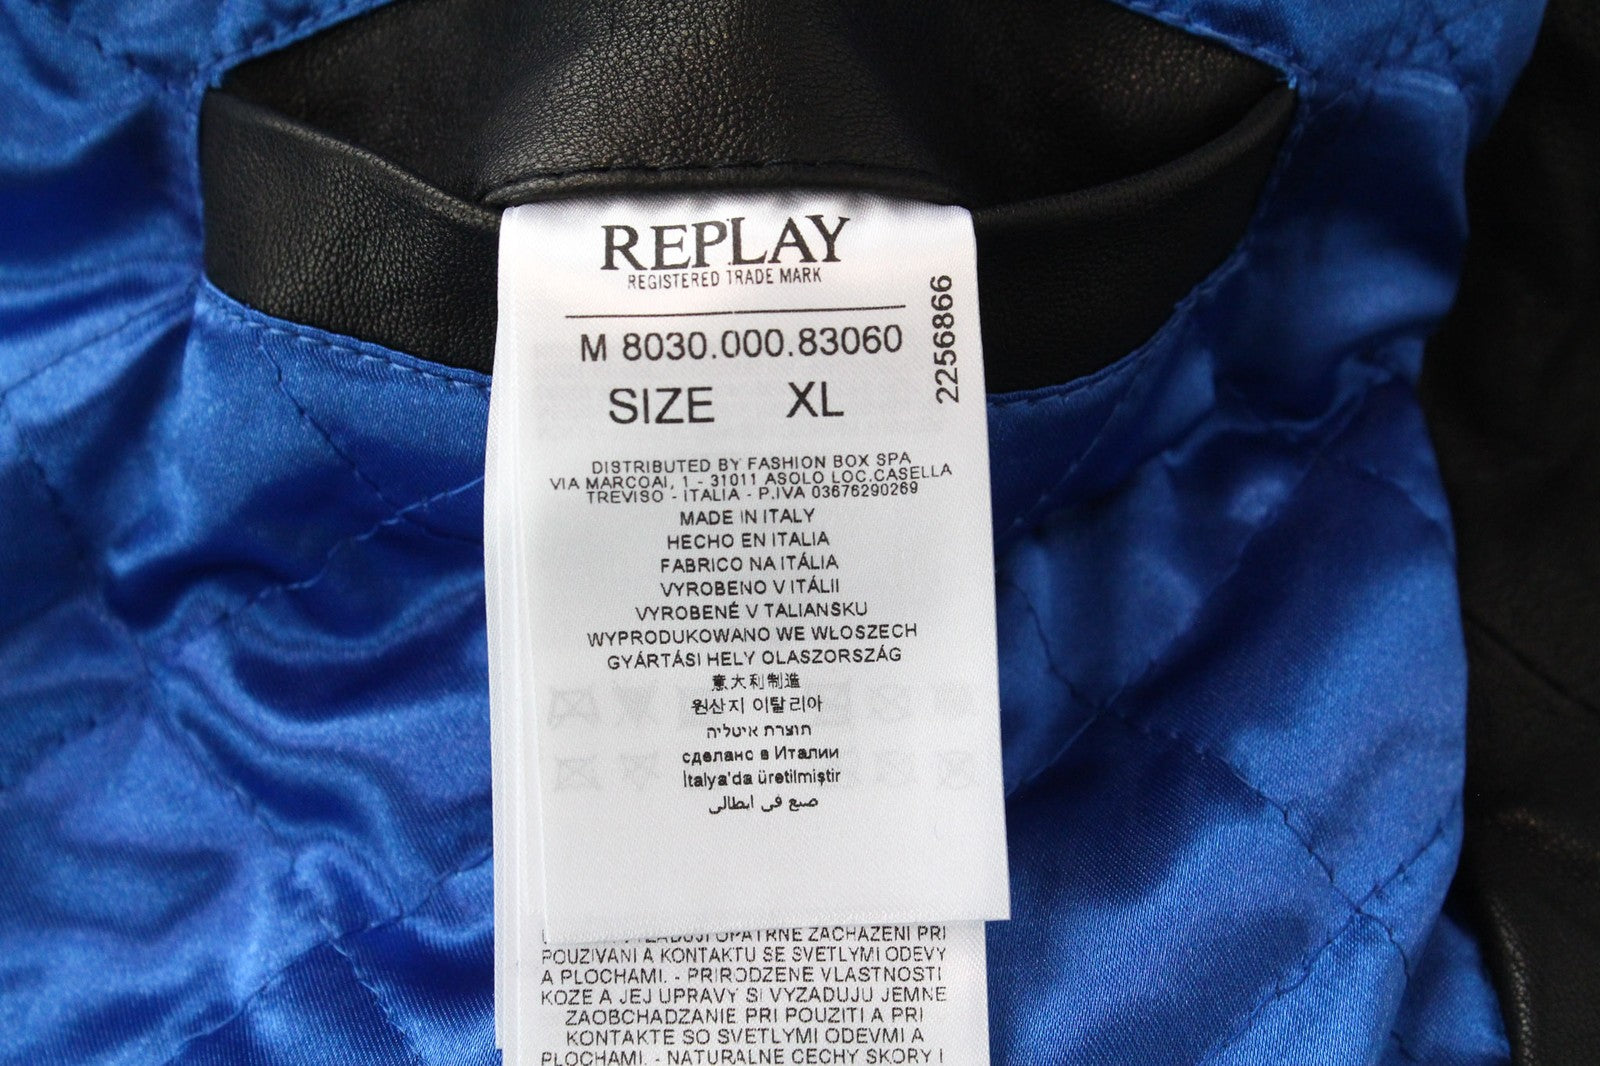 REPLAY
REGISTERED TRADE MARK
M 8030.000.83060
2256866
SIZE XL
DISTRIBUTED BY FASHION BOX SPA
VIA MARCOAI, 1 - 31011 ASOLO LOC.CASELLA
TREVISO - ITALIA - P.IVA 03676290269
MADE IN ITALY
HECHO EN ITALIA
FABRICO NA ITÁLIA
VYROBENO V ITÁLII
VYROBENÉ V TALIANSKU
WYPRODUKOWANO WE WŁOSZECH
GYÁRTÁSI HELY OLASZORSZÁG
意大利制造
원산지 이탈리아
תוצרת איטליה
сделано в Италии
İtalya'da üretilmiştir
صنع في ايطالي
OPATRNE ZACHAZENI PRI
POUZIVANI A KONTAKTU SE SVETLYMI ODEVY
A PLOCHAMI. - PRIRODZENE VLASTNOSTI
KOZE A JEJ UPRAVY SI VYZADUJU JEMNE
ZAOBCHADZANIE PRI POUZITI A PRI
KONTAKTE SO SVETLYMI ODEVMI A
PLOCHAMI. - NATURALNE CECHY SKORY I